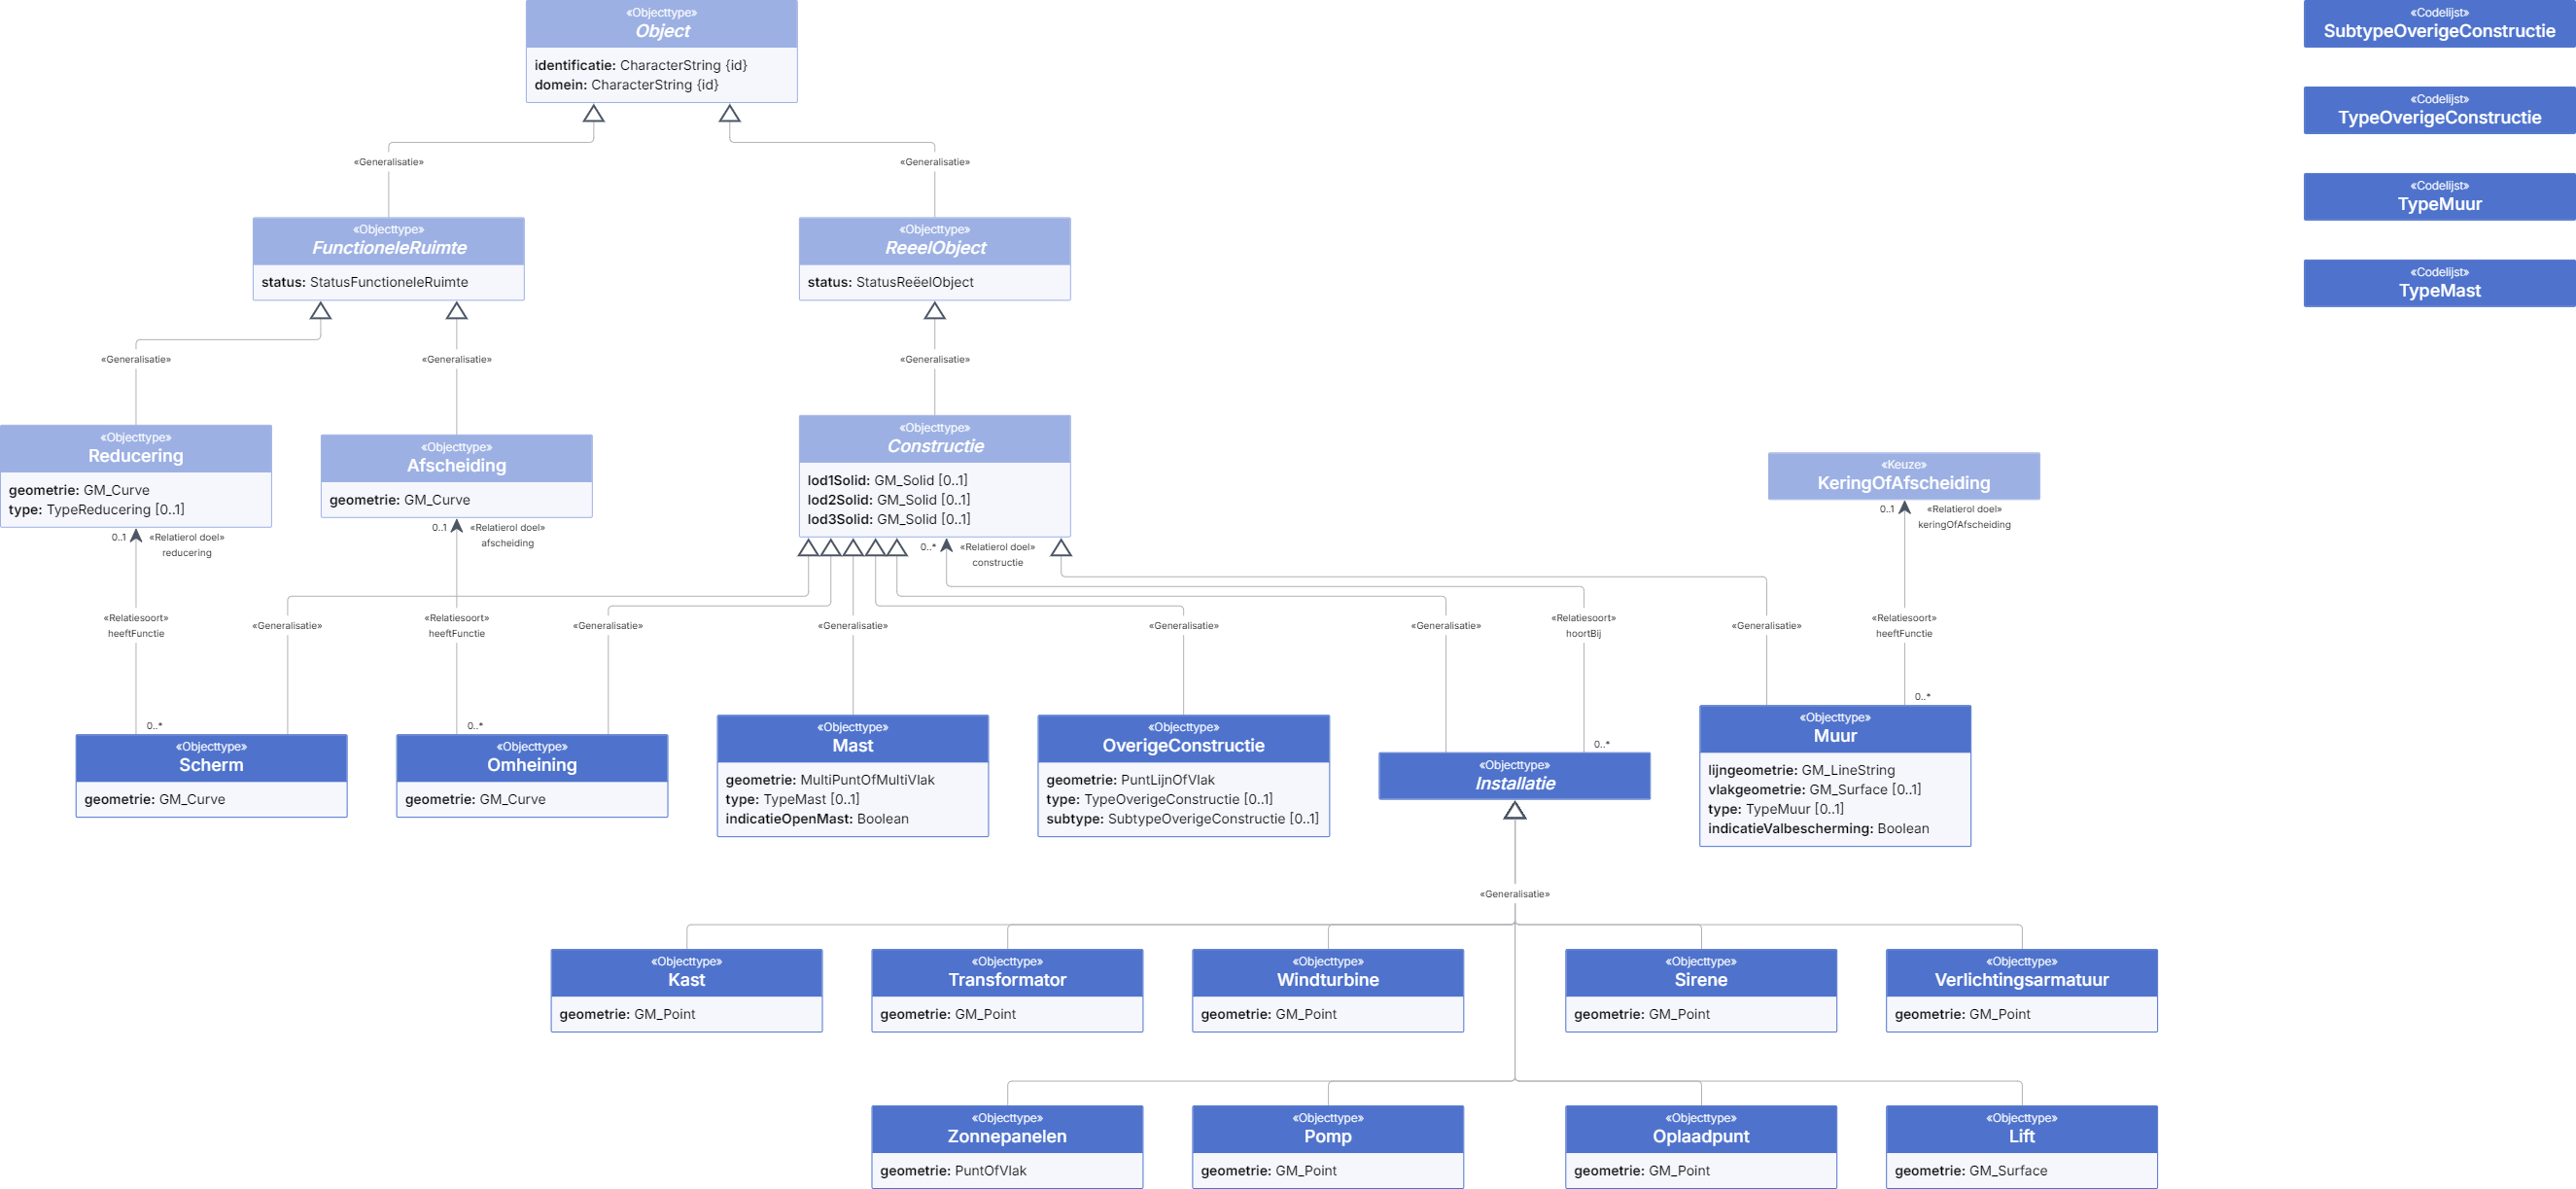 «Objecttype»
Object
identificatie: CharacterString {id}
domein: CharacterString {id}
«Codelijst»
SubtypeOverigeConstructie
«Codelijst»
TypeOverigeConstructie
«Codelijst»
TypeMuur
«Codelijst»
TypeMast
«Generalisatie»
«Generalisatie»
«Objecttype»
FunctioneleRuimte
status: StatusFunctioneleRuimte
«Objecttype»
ReeelObject
status: StatusReëelObject
«Generalisatie»
«Generalisatie»
«Generalisatie»
«Objecttype»
Reducering
geometrie: GM_Curve
type: TypeReducering [0..1]
«Objecttype»
Afscheiding
geometrie: GM_Curve
«Objecttype»
Constructie
lod1Solid: GM_Solid [0..1]
lod2Solid: GM_Solid [0..1]
lod3Solid: GM_Solid [0..1]
«Keuze»
KeringOfAfscheiding
0..1
«Relatierol doel»
reducering
0..1
«Relatierol doel»
afscheiding
0..*
«Relatierol doel»
constructie
0..1
«Relatierol doel»
keringOfAfscheiding
«Relatiesoort»
heeftFunctie
«Generalisatie»
«Relatiesoort»
heeftFunctie
«Generalisatie»
«Generalisatie»
«Generalisatie»
«Generalisatie»
«Relatiesoort»
hoortBij
«Generalisatie»
«Relatiesoort»
heeftFunctie
0..*
0..*
0..*
0..*
«Objecttype»
Scherm
geometrie: GM_Curve
«Objecttype»
Omheining
geometrie: GM_Curve
«Objecttype»
Mast
geometrie: MultiPuntOfMultiVlak
type: TypeMast [0..1]
indicatieOpenMast: Boolean
«Objecttype»
OverigeConstructie
geometrie: PuntLijnOfVlak
type: TypeOverigeConstructie [0..1]
subtype: SubtypeOverigeConstructie [0..1]
«Objecttype»
Installatie
«Objecttype»
Muur
lijngeometrie: GM_LineString
vlakgeometrie: GM_Surface [0..1]
type: TypeMuur [0..1]
indicatieValbescherming: Boolean
«Generalisatie»
«Objecttype»
Kast
geometrie: GM_Point
«Objecttype»
Transformator
geometrie: GM_Point
«Objecttype»
Windturbine
geometrie: GM_Point
«Objecttype»
Sirene
geometrie: GM_Point
«Objecttype»
Verlichtingsarmatuur
geometrie: GM_Point
«Objecttype»
Zonnepanelen
geometrie: PuntOfVlak
«Objecttype»
Pomp
geometrie: GM_Point
«Objecttype»
Oplaadpunt
geometrie: GM_Point
«Objecttype»
Lift
geometrie: GM_Surface